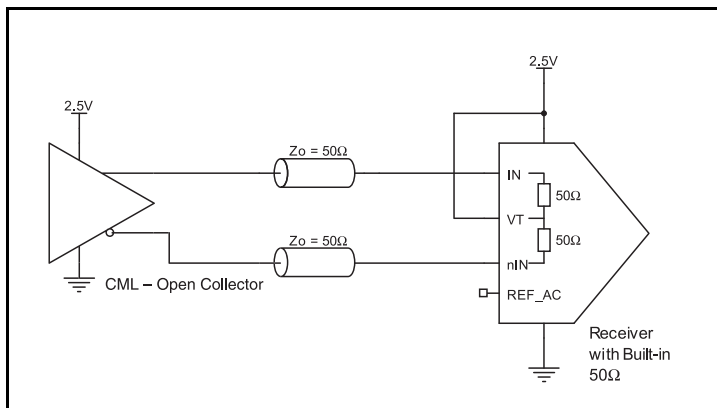 2.5V
2.5V
Zo = 50Ω
IN
50Ω
VT
50Ω
Zo = 50Ω
nIN
CML – Open Collector
REF_AC
Receiver
with Built-in
50Ω